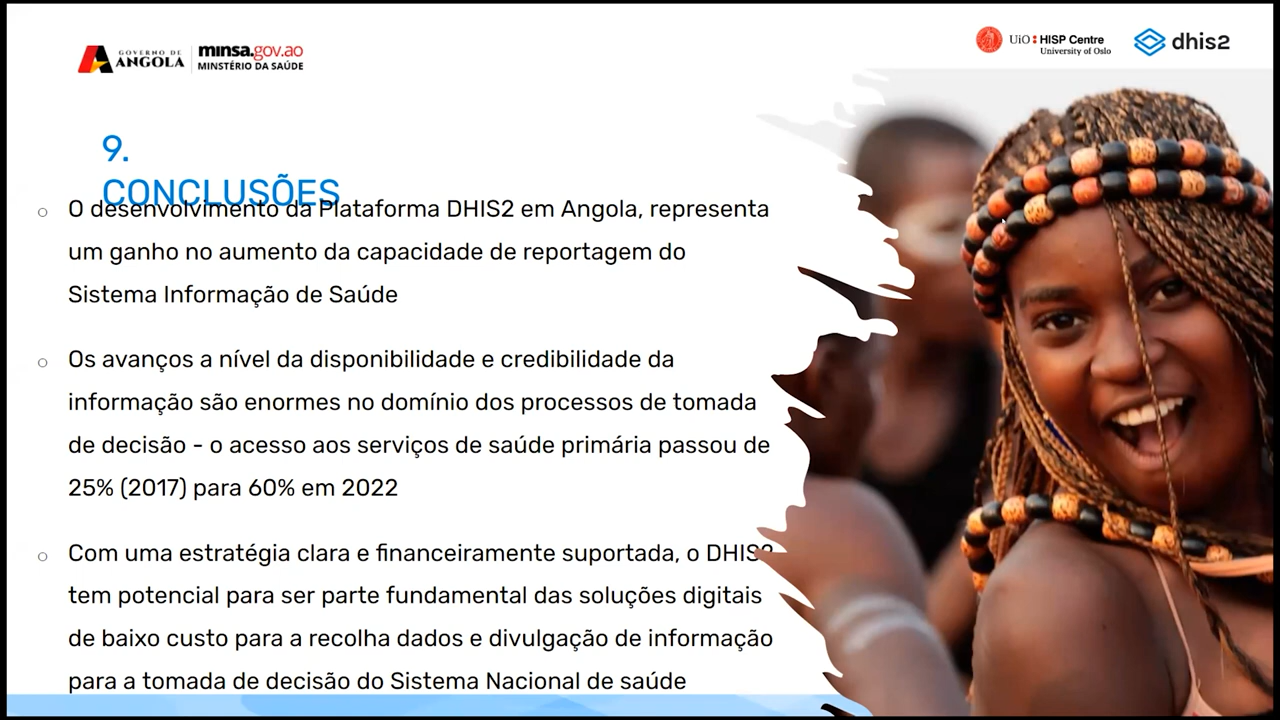 GOVERNO DE
ANGOLA
minsa.gov.ao
MINSTÉRIO DA SAÚDE
UiO HISP Centre
University of Oslo
dhis2
9.
CONCLUSÕES
O desenvolvimento da Plataforma DHIS2 em Angola, representa
um ganho no aumento da capacidade de reportagem do
Sistema Informação de Saúde
Os avanços a nível da disponibilidade e credibilidade da
informação são enormes no domínio dos processos de tomada
de decisão - o acesso aos serviços de saúde primária passou de
25% (2017) para 60% em 2022
Com uma estratégia clara e financeiramente suportada, o DHIS2
tem potencial para ser parte fundamental das soluções digitais
de baixo custo para a recolha dados e divulgação de informação
para a tomada de decisão do Sistema Nacional de saúde